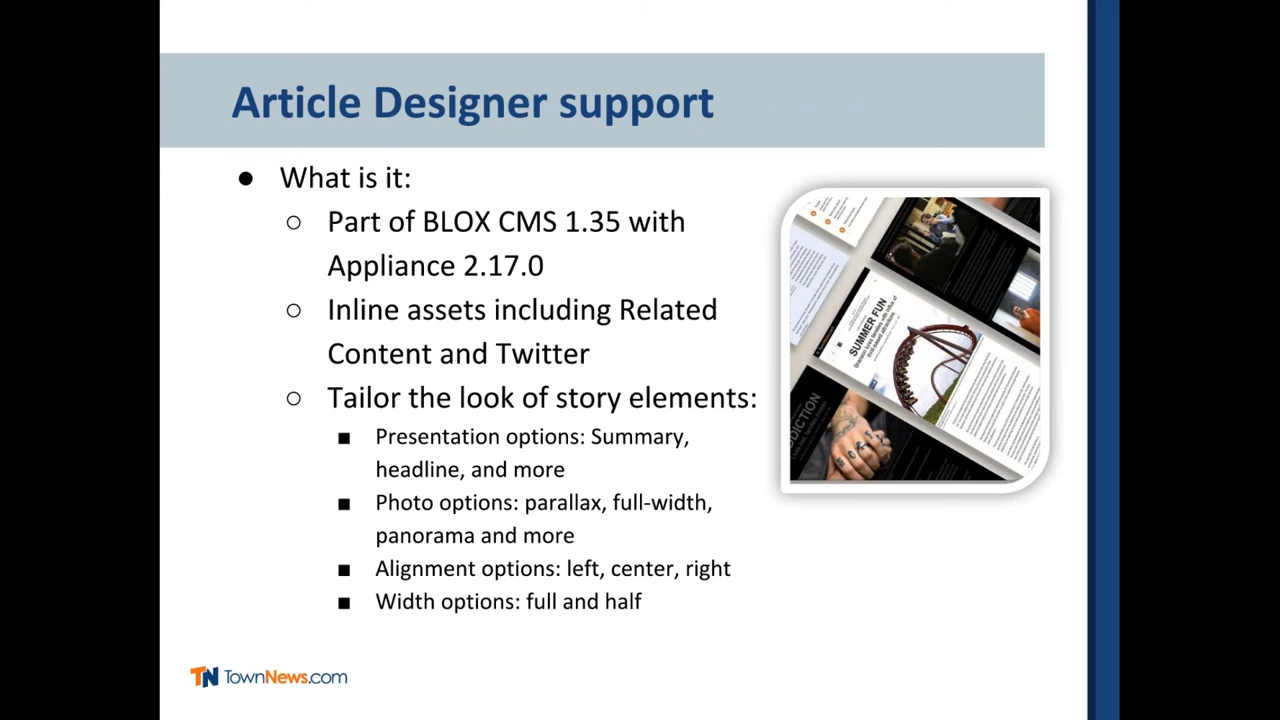 Article Designer support
● What is it:
○ Part of BLOX CMS 1.35 with
Appliance 2.17.0
○ Inline assets including Related
Content and Twitter
○ Tailor the look of story elements:
■ Presentation options: Summary,
headline, and more
■ Photo options: parallax, full-width,
panorama and more
■ Alignment options: left, center, right
■ Width options: full and half
SUMMER FUN
TN TownNews.com